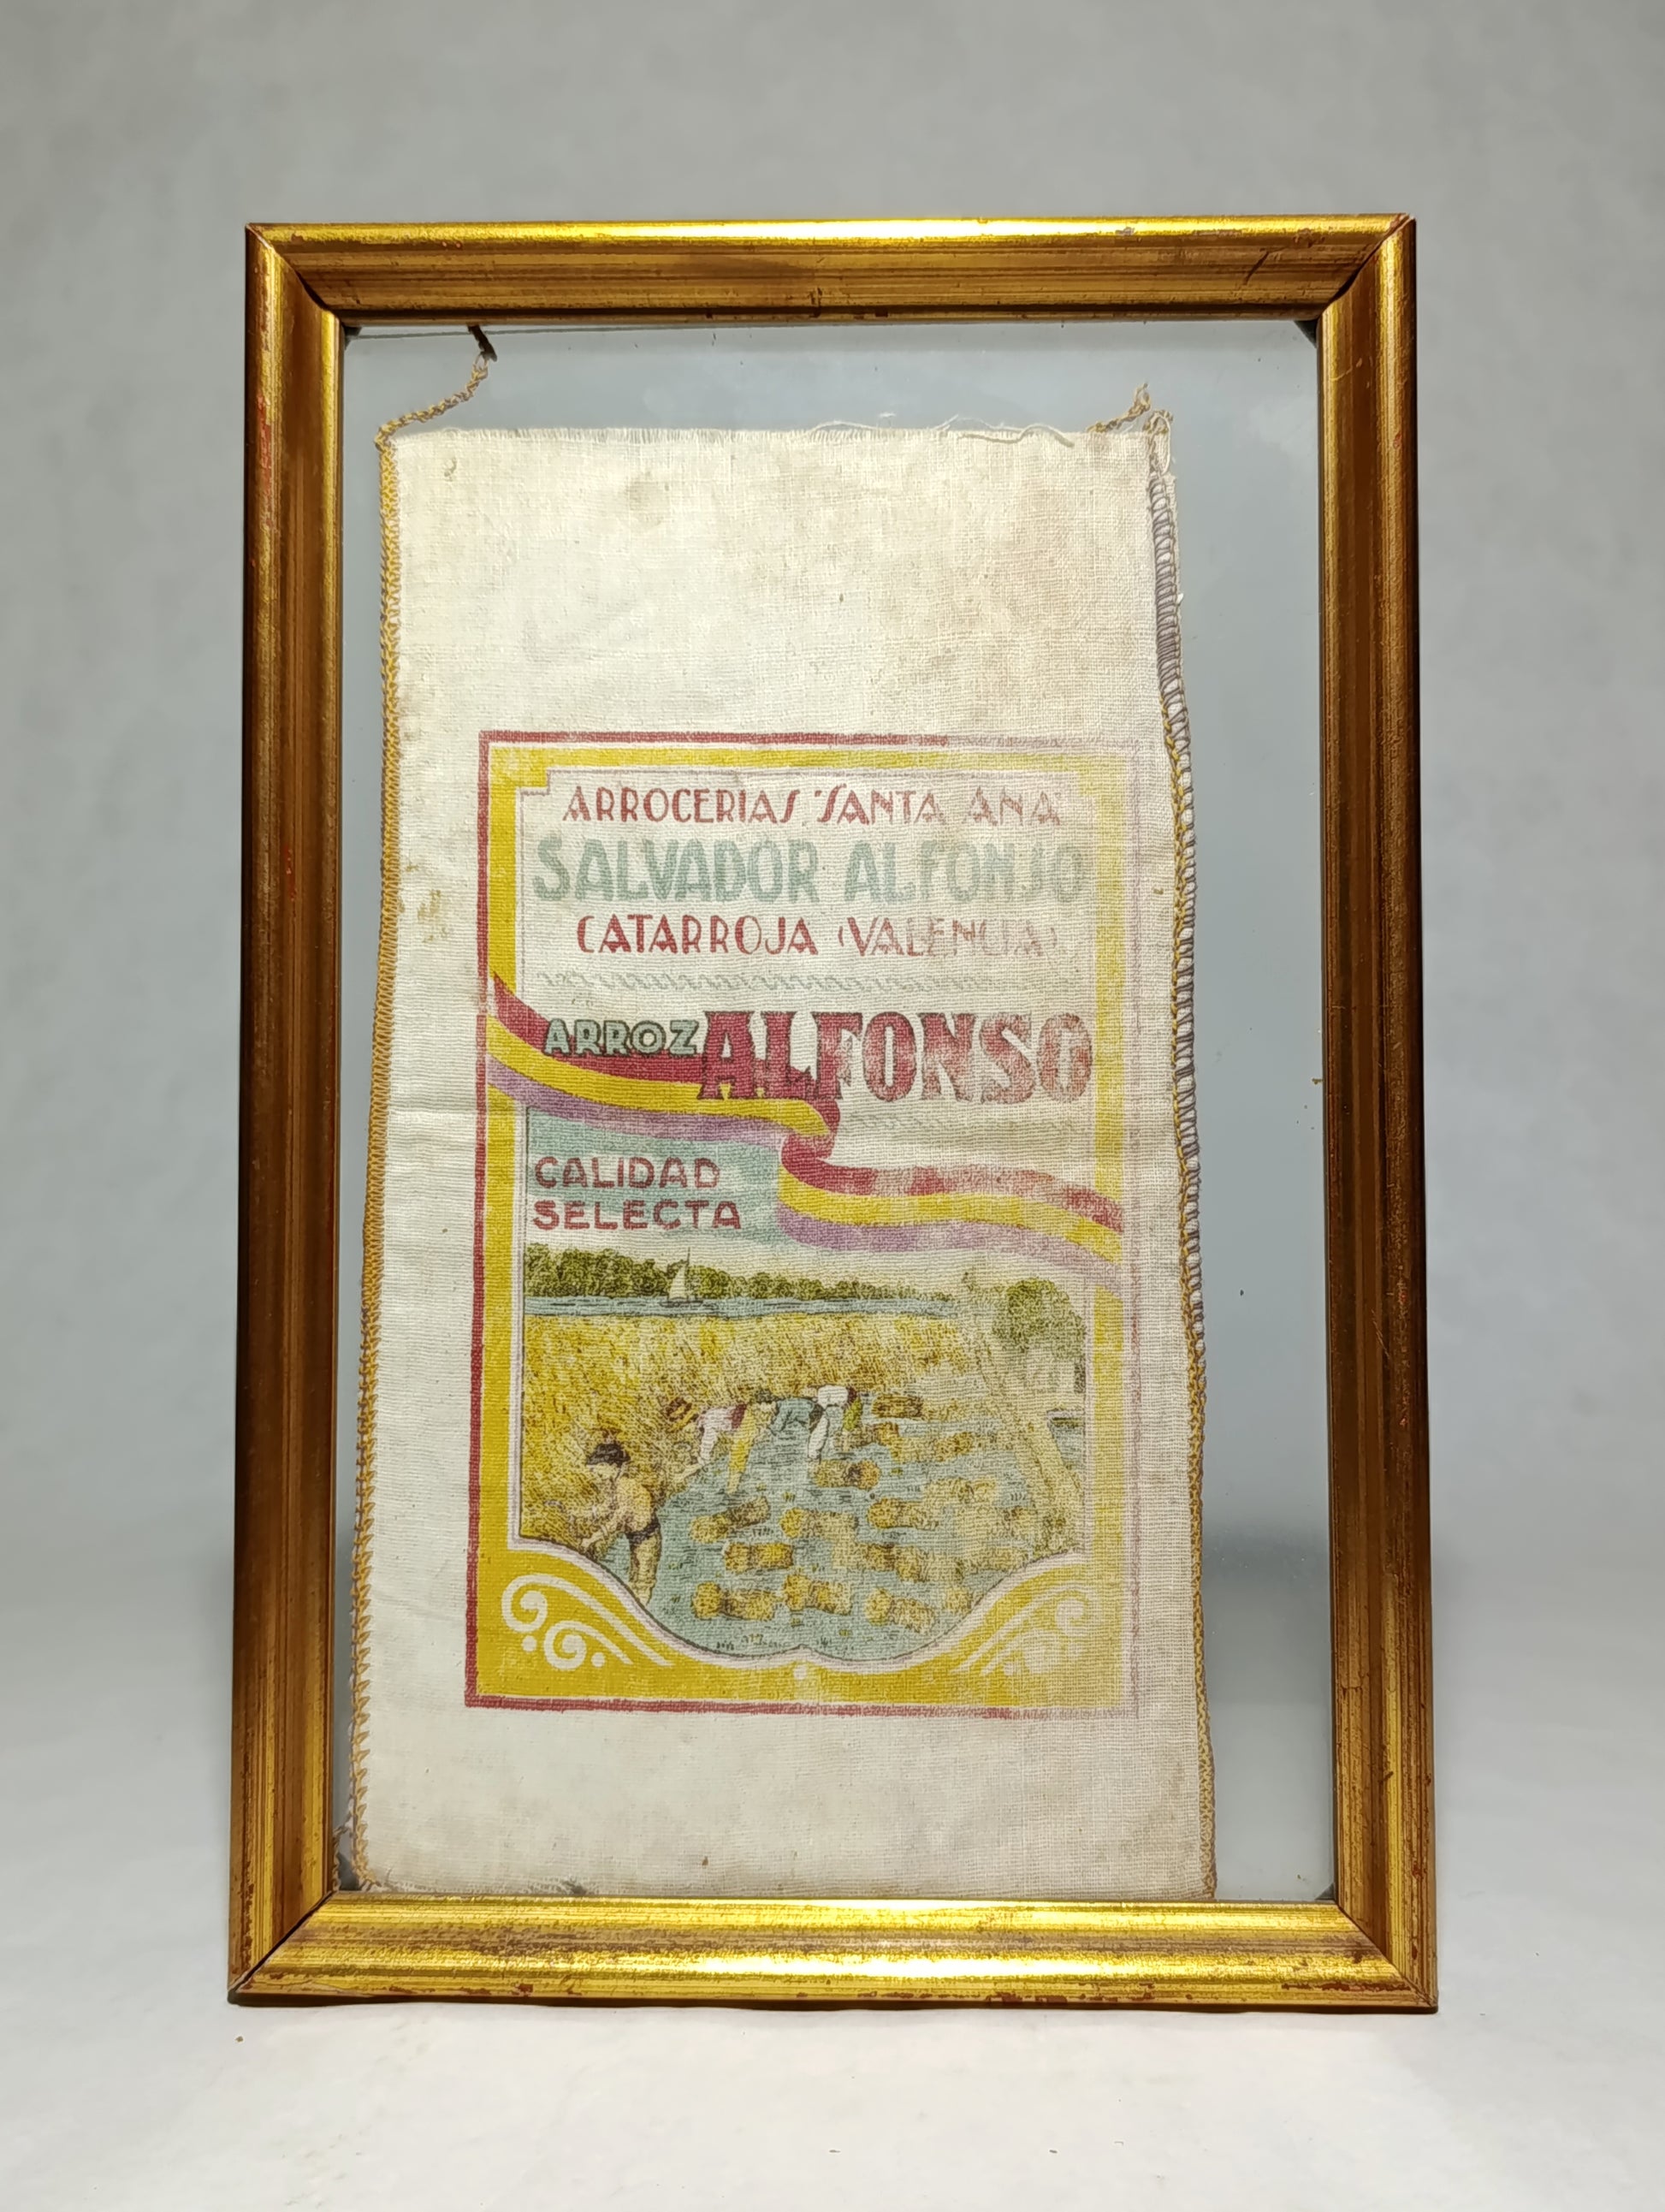 ARROCERIAS "SANTA ANA"
SALVADOR ALFONSO
CATARROJA (VALENCIA)
ARROZ ALFONSO
CALIDAD
SELECTA